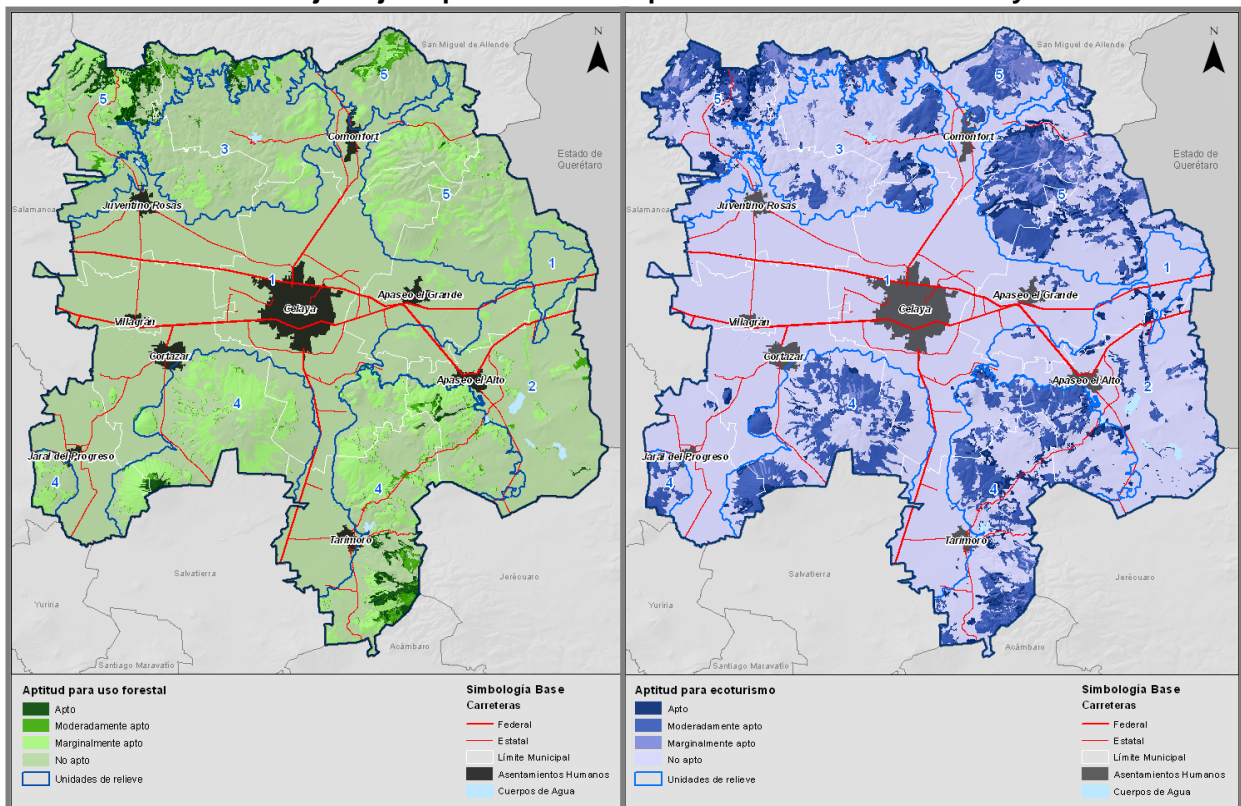 N
San Miguel de Allende
5
5
Comonfort
3
Estado de
Querétaro
5
Salamanca
Juventino Rosas
1
1
Apaseo el Grande
Celaya
Villagrán
Cortazar
Apaseo el Alto
2
4
Jaral del Progreso
4
4
Tarimoro
Salvatierra
Jerécuaro
Yuriria
Acámbaro
Santiago Maravatío
Aptitud para uso forestal
Apto
Moderadamente apto
Marginalmente apto
No apto
Unidades de relieve
Simbología Base
Carreteras
Federal
Estatal
Límite Municipal
Asentamientos Humanos
Cuerpos de Agua
N
San Miguel de Allende
5
5
Comonfort
3
Estado de
Querétaro
5
Salamanca
Juventino Rosas
1
1
Apaseo el Grande
Celaya
Villagrán
Cortazar
Apaseo el Alto
2
4
Jaral del Progreso
4
4
Tarimoro
Salvatierra
Jerécuaro
Yuriria
Acámbaro
Santiago Maravatío
Aptitud para ecoturismo
Apto
Moderadamente apto
Marginalmente apto
No apto
Unidades de relieve
Simbología Base
Carreteras
Federal
Estatal
Límite Municipal
Asentamientos Humanos
Cuerpos de Agua